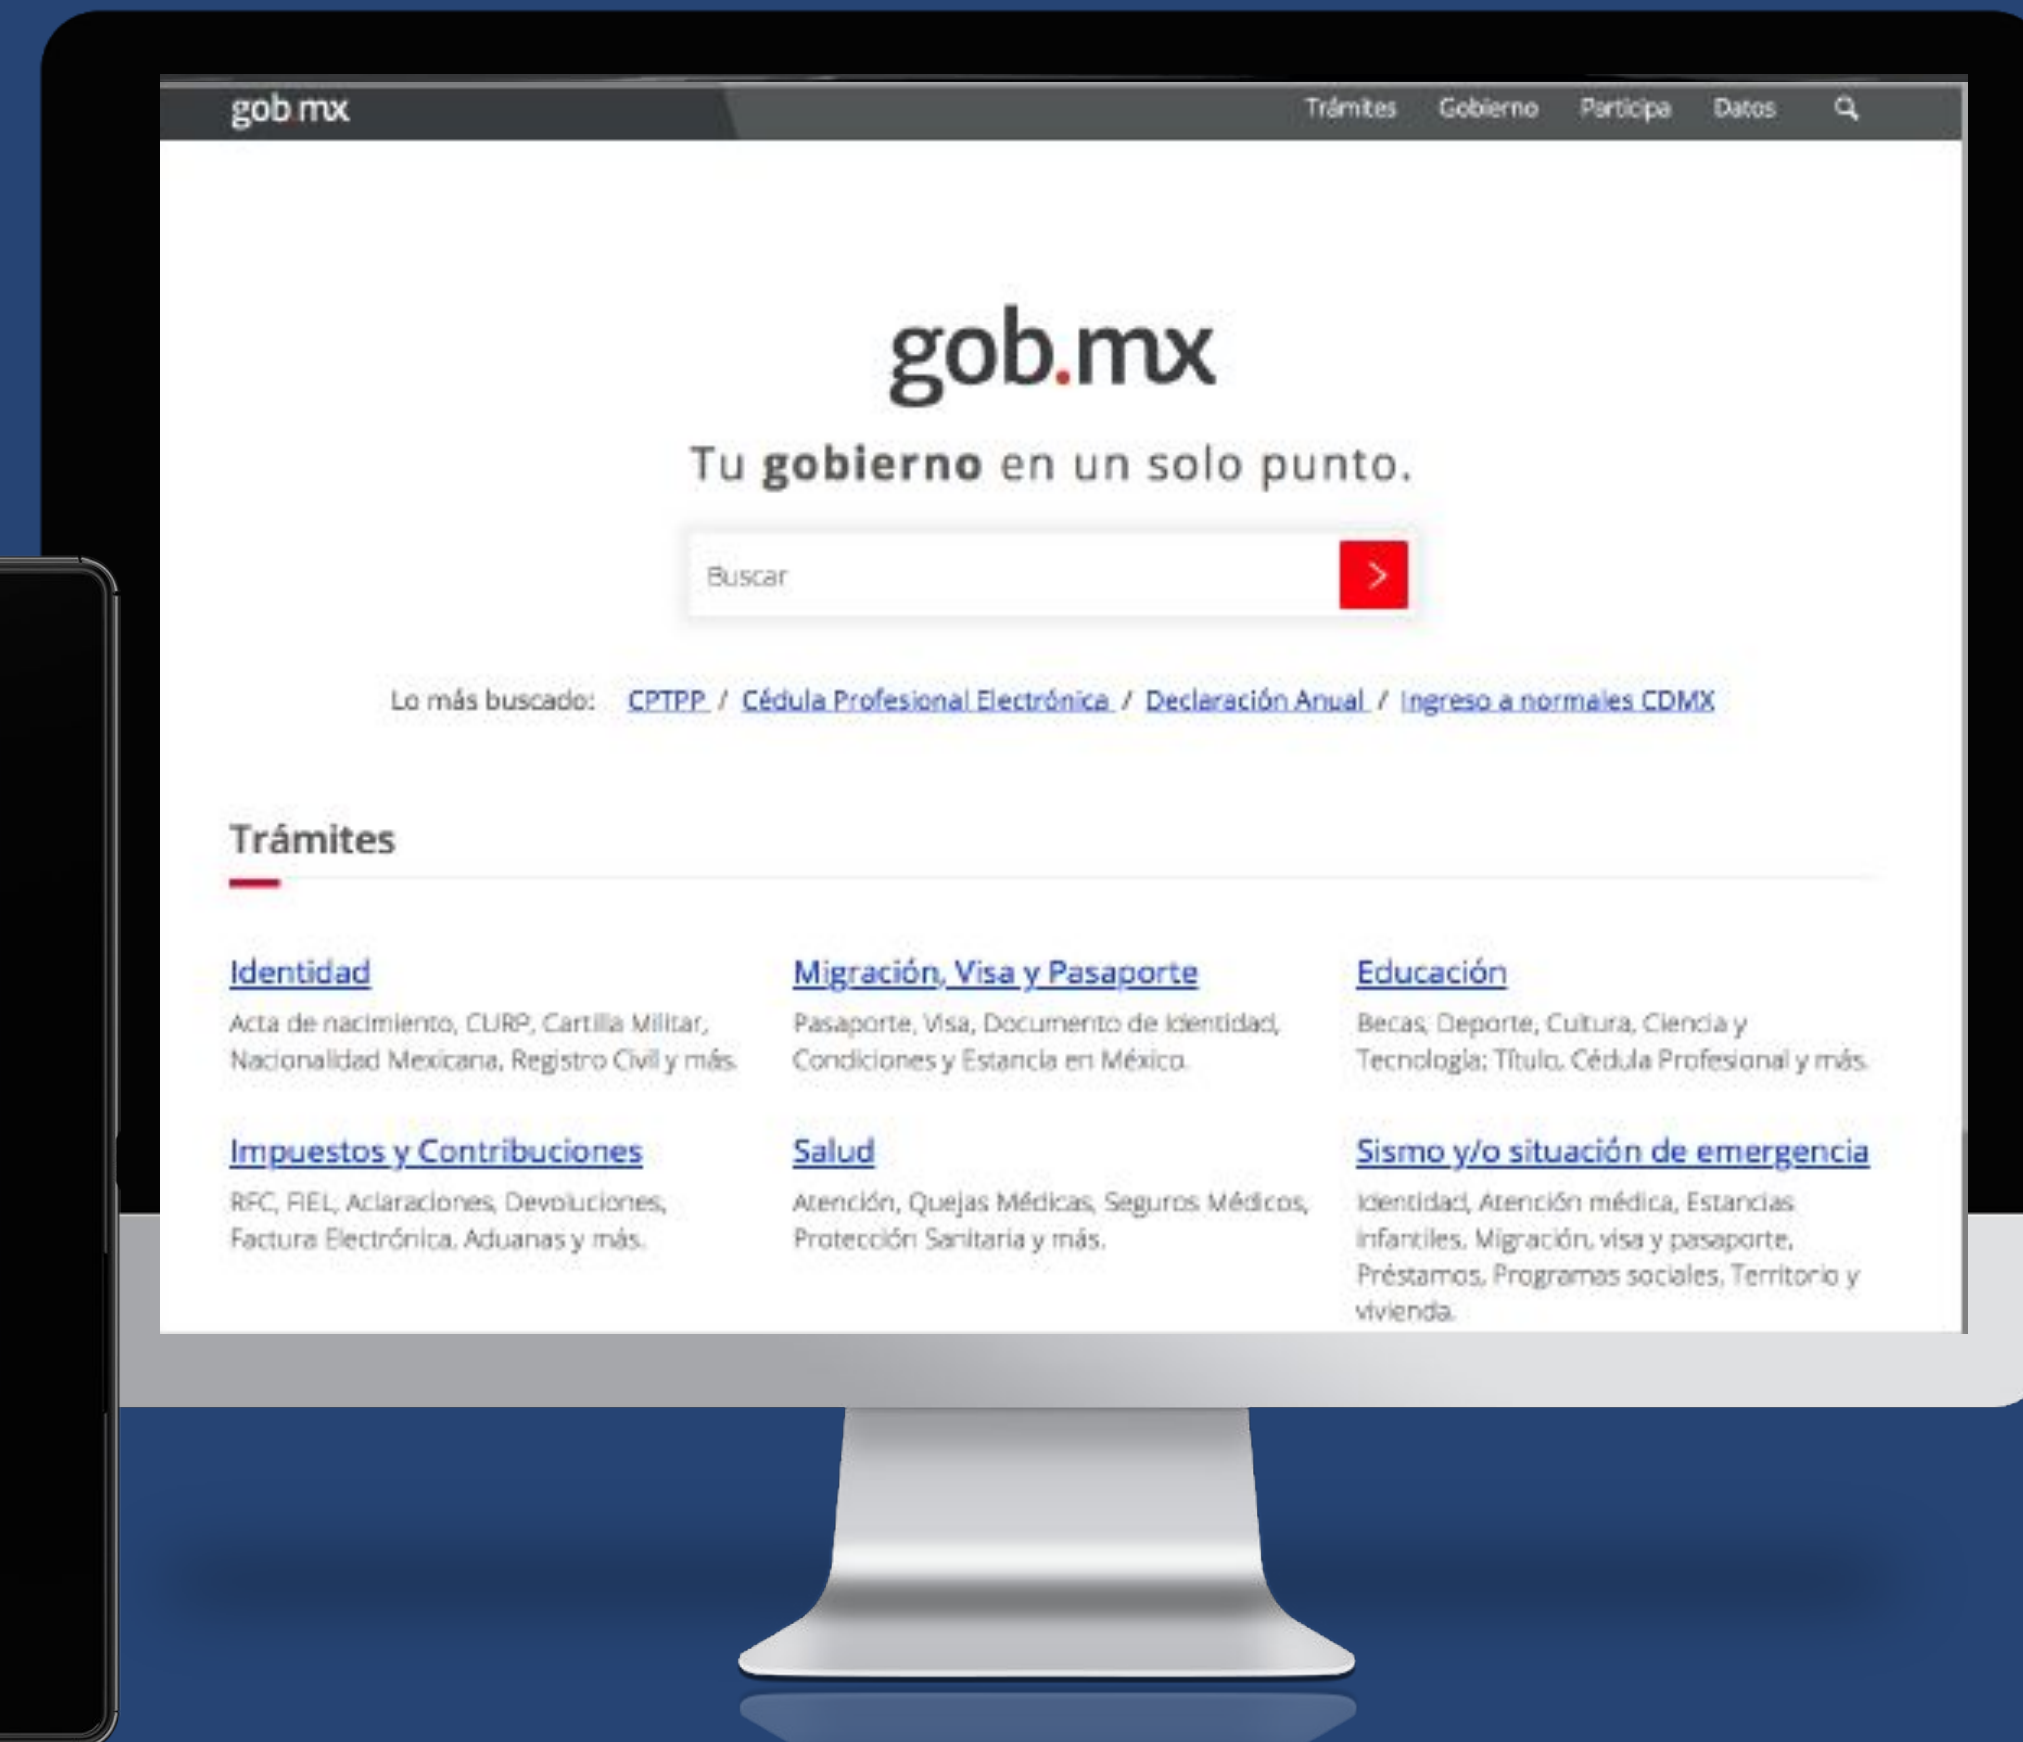 gob.mx
Trámites Gobierno Participa Datos
gob.mx
Tu gobierno en un solo punto.
Buscar
Lo más buscado: CPTPP / Cédula Profesional Electrónica / Declaración Anual / Ingreso a normales CDMX
Trámites
Identidad
Acta de nacimiento, CURP, Cartilla Militar,
Nacionalidad Mexicana, Registro Civil y más.
Migración, Visa y Pasaporte
Pasaporte, Visa, Documento de Identidad,
Condiciones y Estancia en México.
Educación
Becas, Deporte, Cultura, Ciencia y
Tecnología; Título, Cédula Profesional y más.
Impuestos y Contribuciones
RFC, FIEL, Aclaraciones, Devoluciones,
Factura Electrónica, Aduanas y más.
Salud
Atención, Quejas Médicas, Seguros Médicos,
Protección Sanitaria y más.
Sismo y/o situación de emergencia
Identidad, Atención médica, Estancias
infantiles, Migración, visa y pasaporte,
Préstamos, Programas sociales, Territorio y
vivienda.